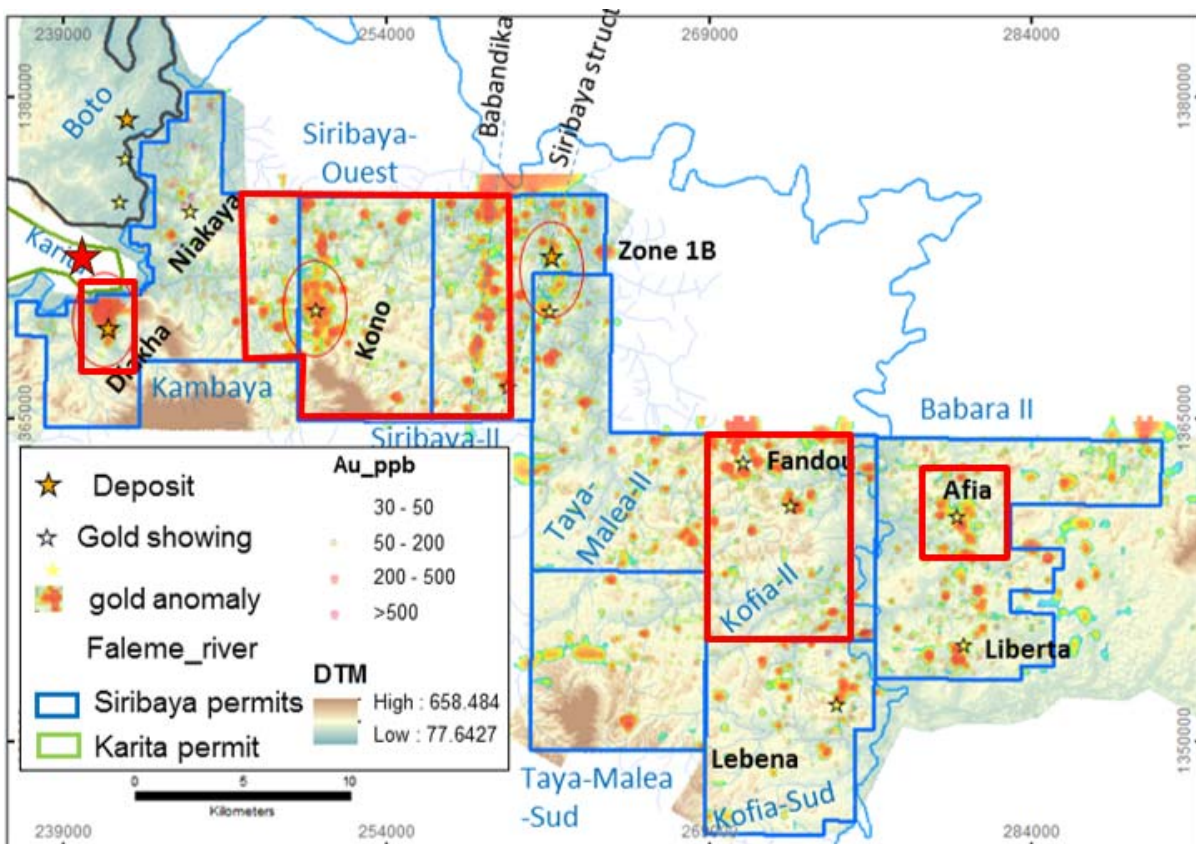 239000
254000
269000
284000
1380000
1380000
Babandika
Siribaya struct
Boto
Siribaya-
Ouest
Niakaya
Karita
Zone 1B
Kono
Diakha
Kambaya
1365000
1365000
Siribaya-II
Babara II
Fandou
Afia
Taya-
Malea-II
Kofia-II
Liberta
Lebena
Taya-Malea
-Sud
Kofia-Sud
1350000
Deposit
Gold showing
gold anomaly
Faleme_river
Siribaya permits
Karita permit
Au_ppb
30 - 50
50 - 200
200 - 500
>500
DTM
High : 658.484
Low : 77.6427
0
5
10
Kilometers
239000
254000
269000
284000